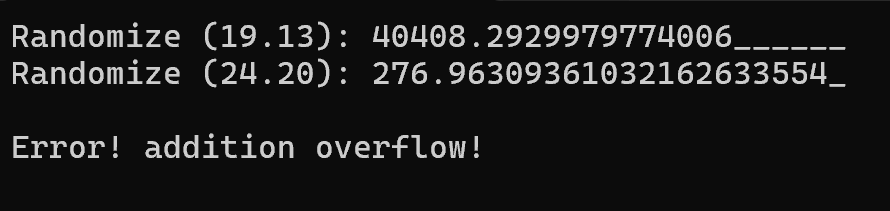 Randomize (19.13): 40408.2929979774006______
Randomize (24.20): 276.96309361032162633554_
Error! addition overflow!